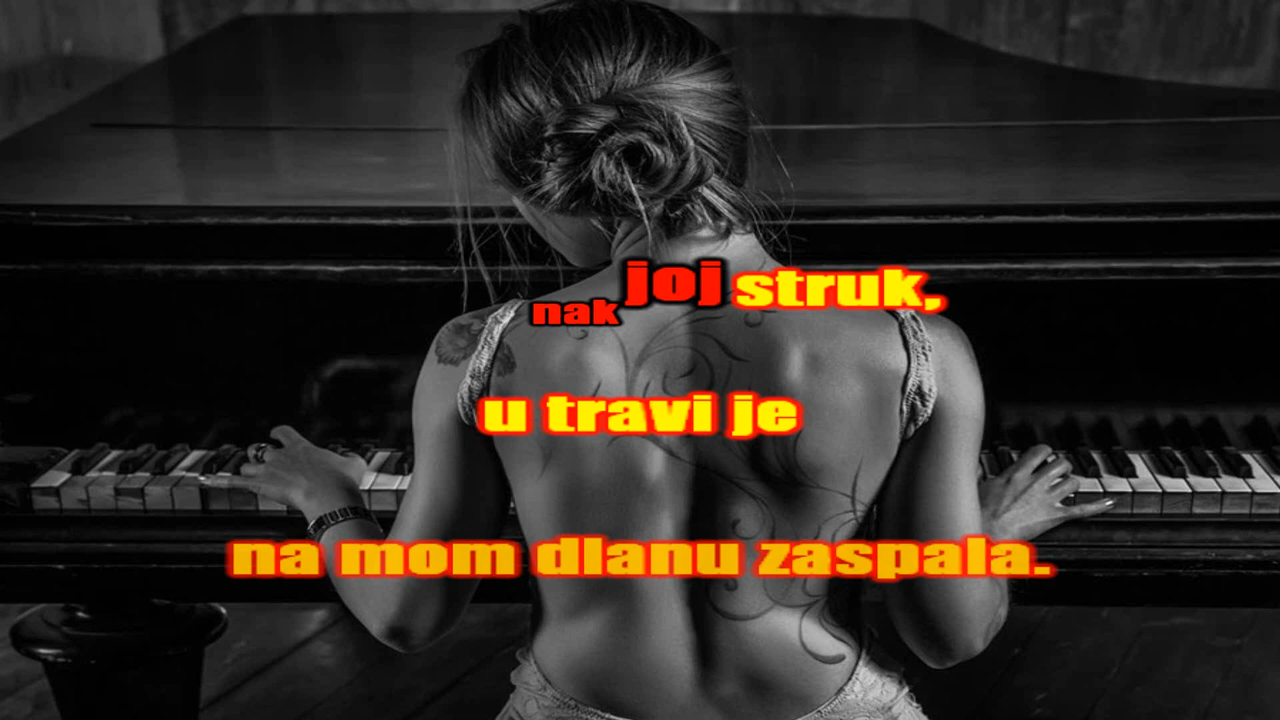 nak joj struk,
u travi je
na mom dlanu zaspala.